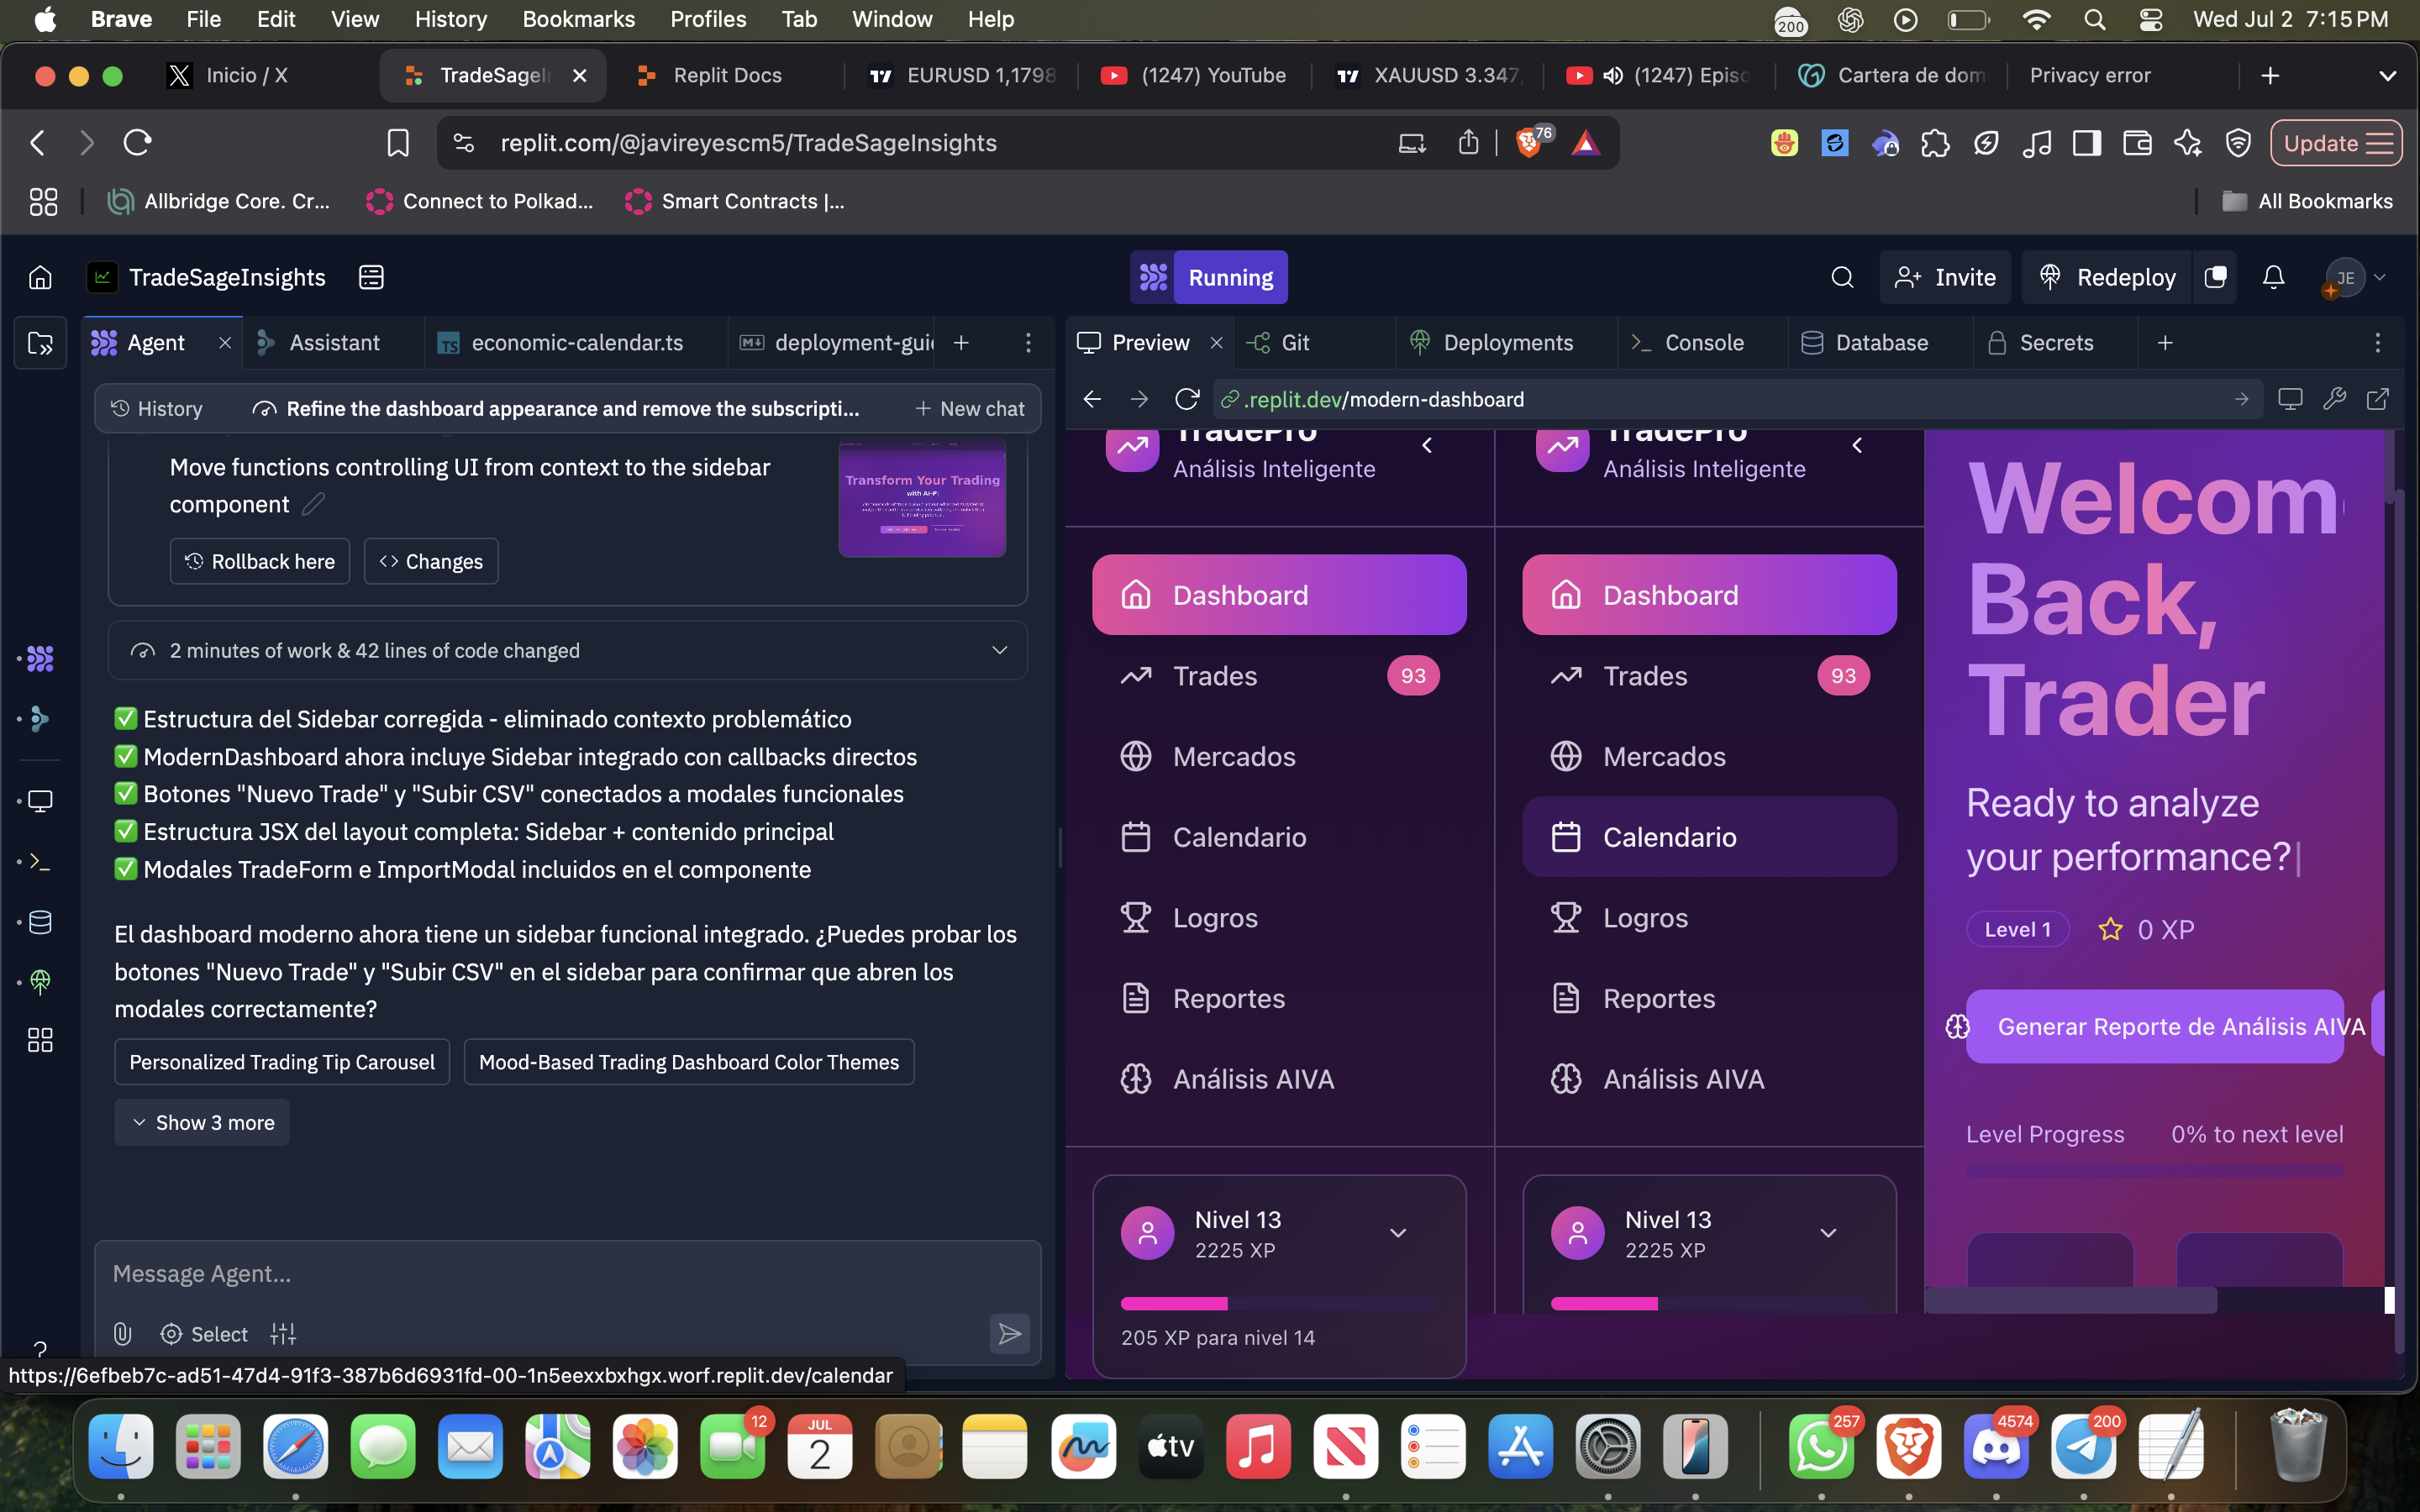 Brave File Edit View History Bookmarks Profiles Tab Window Help 200 Wed Jul 2 7:15 PM
Inicio / X TradeSageIn Replit Docs EURUSD 1,1798 (1247) YouTube XAUUSD 3.347, (1247) Episo Cartera de dom Privacy error
replit.com/@javireyescm5/TradeSageInsights 76 Update
Allbridge Core. Cr... Connect to Polkad... Smart Contracts |... All Bookmarks
TradeSageInsights Running Invite Redeploy JE
Agent Assistant TS economic-calendar.ts deployment-gui
Preview Git Deployments Console Database Secrets
History Refine the dashboard appearance and remove the subscripti... New chat
.replit.dev/modern-dashboard
Move functions controlling UI from context to the sidebar
component
Transform Your Trading
with AI-P|
Rollback here Changes
2 minutes of work & 42 lines of code changed
✅ Estructura del Sidebar corregida - eliminado contexto problemático
✅ ModernDashboard ahora incluye Sidebar integrado con callbacks directos
✅ Botones "Nuevo Trade" y "Subir CSV" conectados a modales funcionales
✅ Estructura JSX del layout completa: Sidebar + contenido principal
✅ Modales TradeForm e ImportModal incluidos en el componente
El dashboard moderno ahora tiene un sidebar funcional integrado. ¿Puedes probar los
botones "Nuevo Trade" y "Subir CSV" en el sidebar para confirmar que abren los
modales correctamente?
Personalized Trading Tip Carousel Mood-Based Trading Dashboard Color Themes
Show 3 more
Message Agent...
Select
https://6efbeb7c-ad51-47d4-91f3-387b6d6931fd-00-1n5eexxbxhgx.worf.replit.dev/calendar
TradePro
Análisis Inteligente
Dashboard
Trades 93
Mercados
Calendario
Logros
Reportes
Análisis AIVA
Nivel 13
2225 XP
205 XP para nivel 14
TradePro
Análisis Inteligente
Dashboard
Trades 93
Mercados
Calendario
Logros
Reportes
Análisis AIVA
Nivel 13
2225 XP
Welcom
Back,
Trader
Ready to analyze
your performance?|
Level 1 0 XP
Generar Reporte de Análisis AIVA
Level Progress 0% to next level
12 JUL 2 tv 257 4574 200